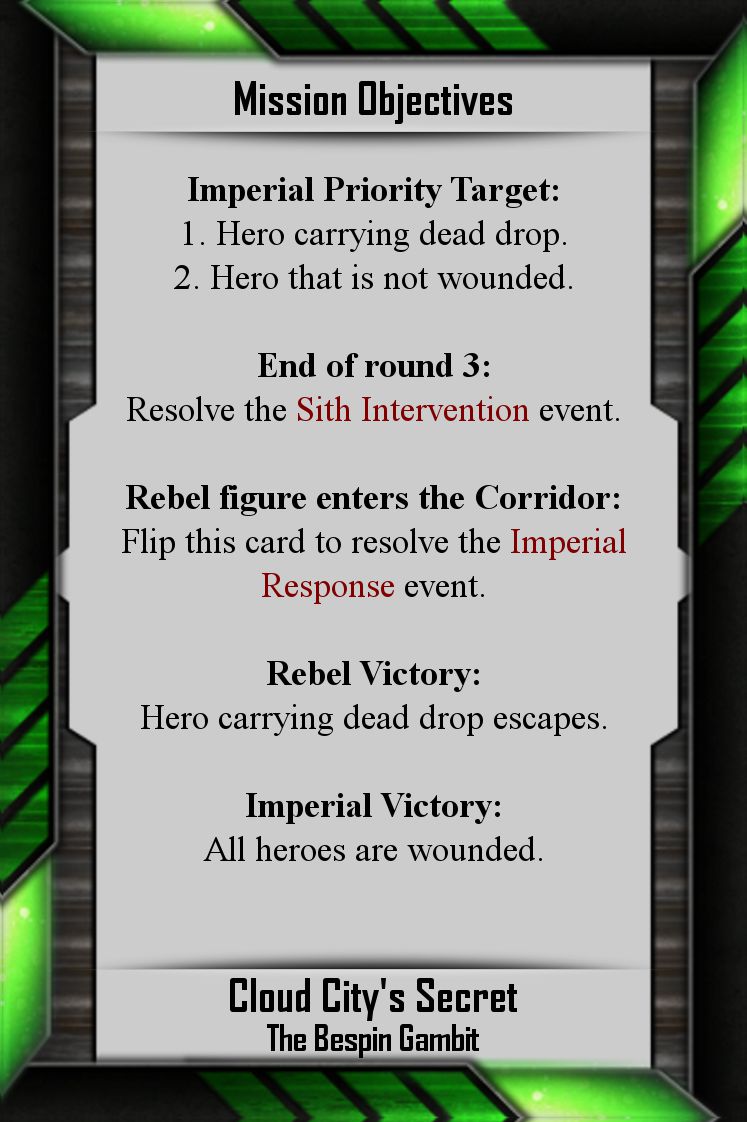 Mission Objectives
Imperial Priority Target:
1. Hero carrying dead drop.
2. Hero that is not wounded.
End of round 3:
Resolve the Sith Intervention event.
Rebel figure enters the Corridor:
Flip this card to resolve the Imperial
Response event.
Rebel Victory:
Hero carrying dead drop escapes.
Imperial Victory:
All heroes are wounded.
Cloud City's Secret
The Bespin Gambit